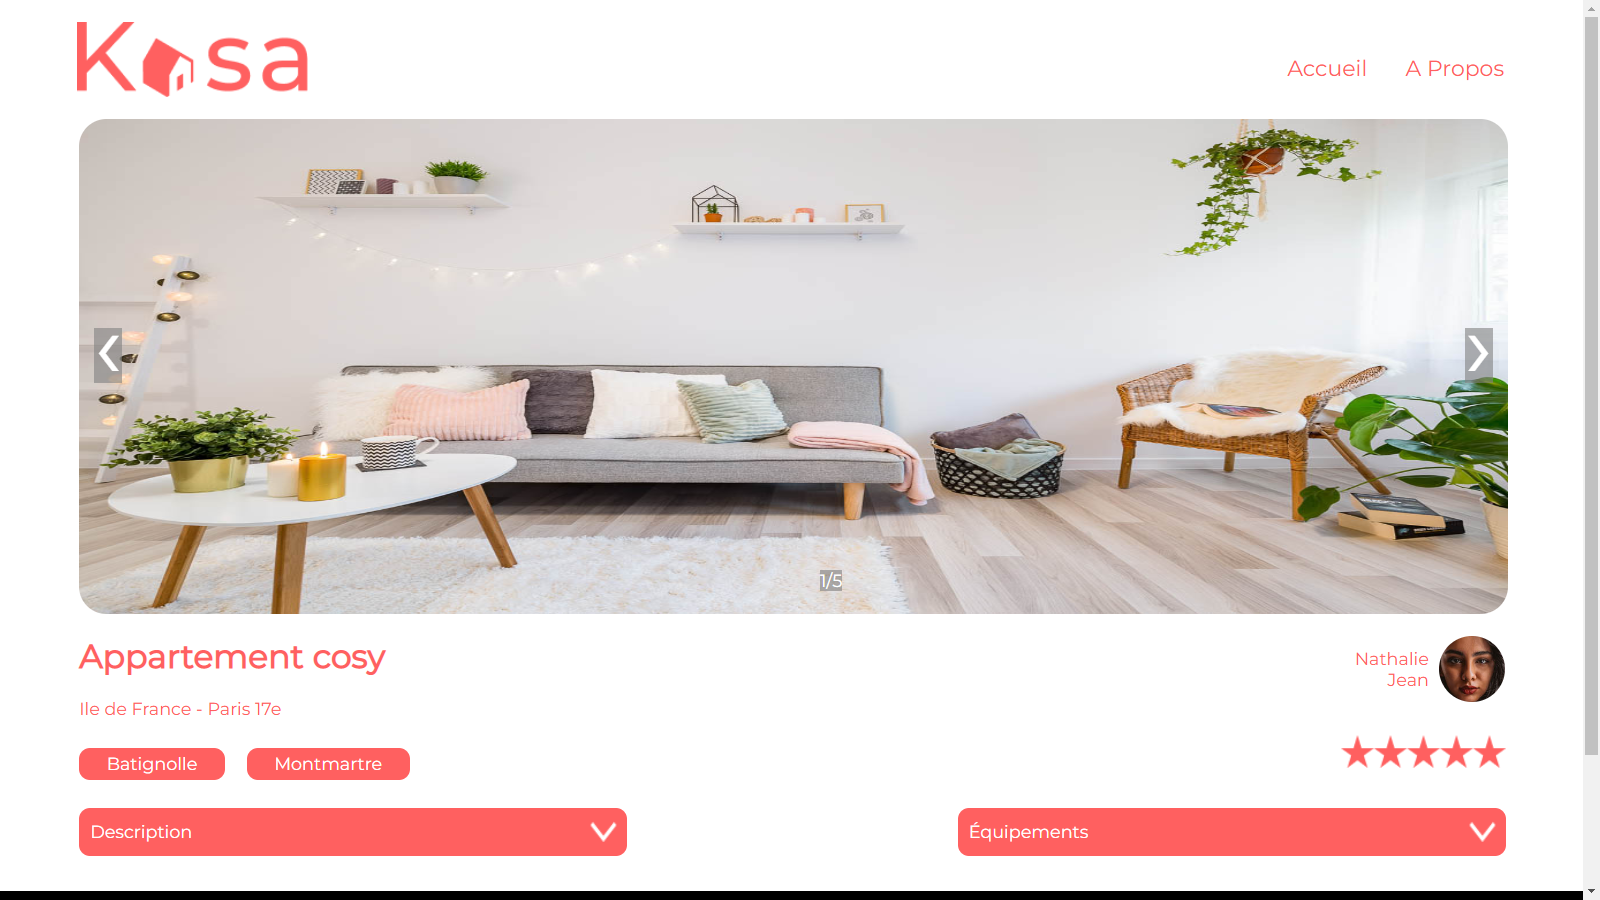 Kasa
Accueil
A Propos
1/5
Appartement cosy
Nathalie
Jean
Ile de France - Paris 17e
Batignolle
Montmartre
Description
Équipements